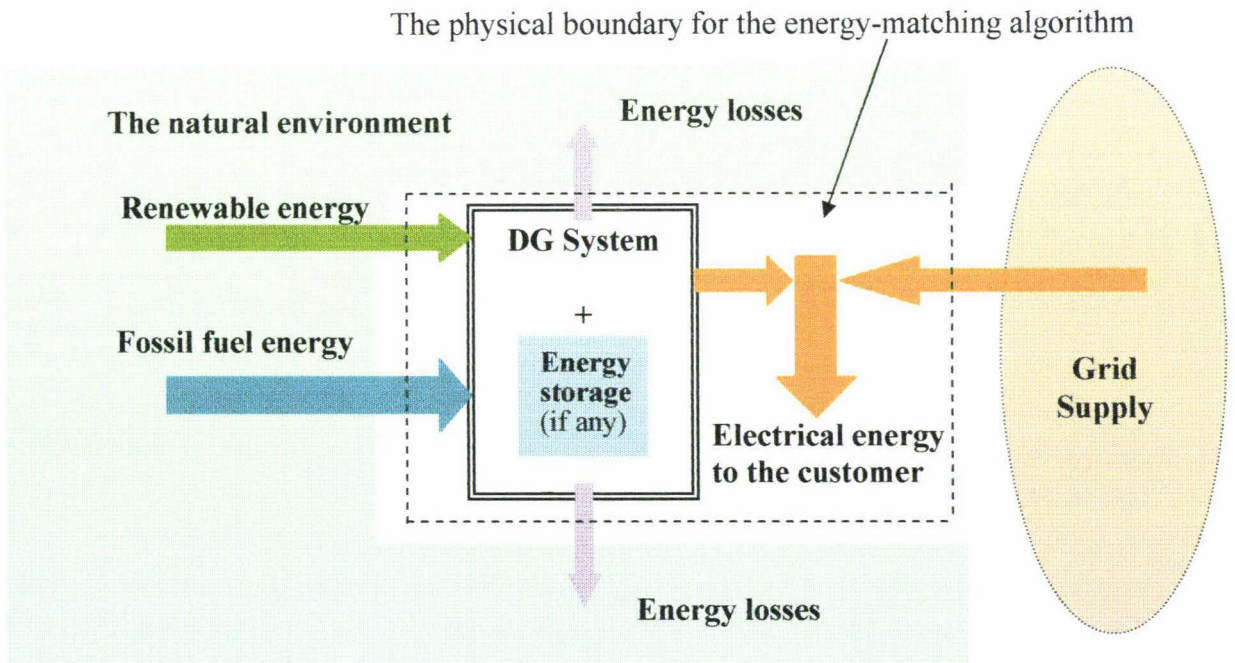 The physical boundary for the energy-matching algorithm
Energy losses
The natural environment
Renewable energy
DG System
+
Fossil fuel energy
Energy
storage
(if any)
Grid
Supply
Electrical energy
to the customer
Energy losses